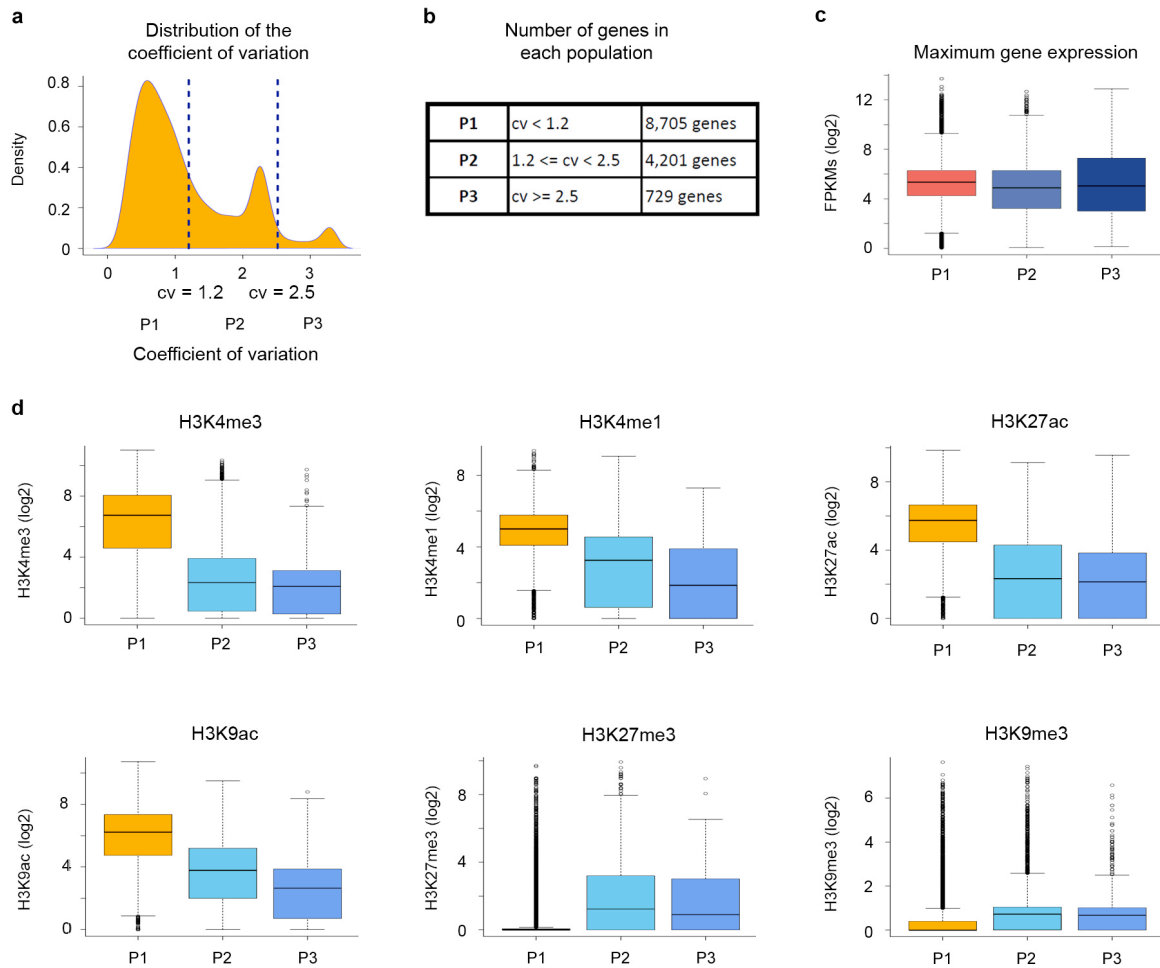 a
Distribution of the
coefficient of variation
Density
0.8
0.6
0.4
0.2
0
0 1 2 3
cv = 1.2 cv = 2.5
P1 P2 P3
Coefficient of variation
b
Number of genes in
each population
P1 cv < 1.2 8,705 genes
P2 1.2 <= cv < 2.5 4,201 genes
P3 cv >= 2.5 729 genes
c
Maximum gene expression
FPKMs (log2)
12
8
4
0
P1 P2 P3
d
H3K4me3
H3K4me3 (log2)
8
4
0
P1 P2 P3
H3K4me1
H3K4me1 (log2)
8
4
0
P1 P2 P3
H3K27ac
H3K27ac (log2)
8
4
0
P1 P2 P3
H3K9ac
H3K9ac (log2)
8
4
0
P1 P2 P3
H3K27me3
H3K27me3 (log2)
8
4
0
P1 P2 P3
H3K9me3
H3K9me3 (log2)
6
4
2
0
P1 P2 P3